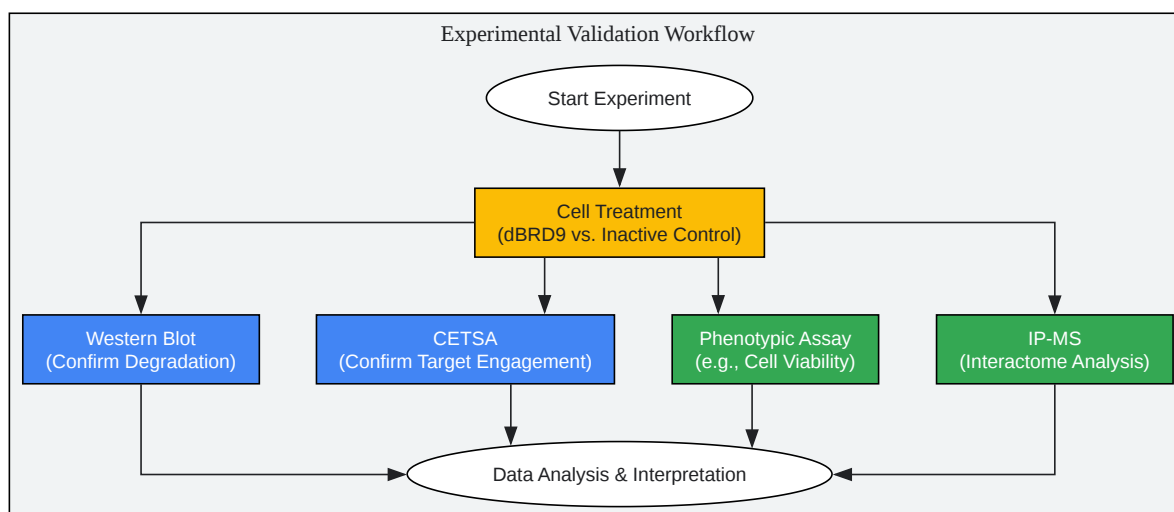 Experimental Validation Workflow
Start Experiment
Cell Treatment
(dBRD9 vs. Inactive Control)
Western Blot
(Confirm Degradation)
CETSA
(Confirm Target Engagement)
Phenotypic Assay
(e.g., Cell Viability)
IP-MS
(Interactome Analysis)
Data Analysis & Interpretation